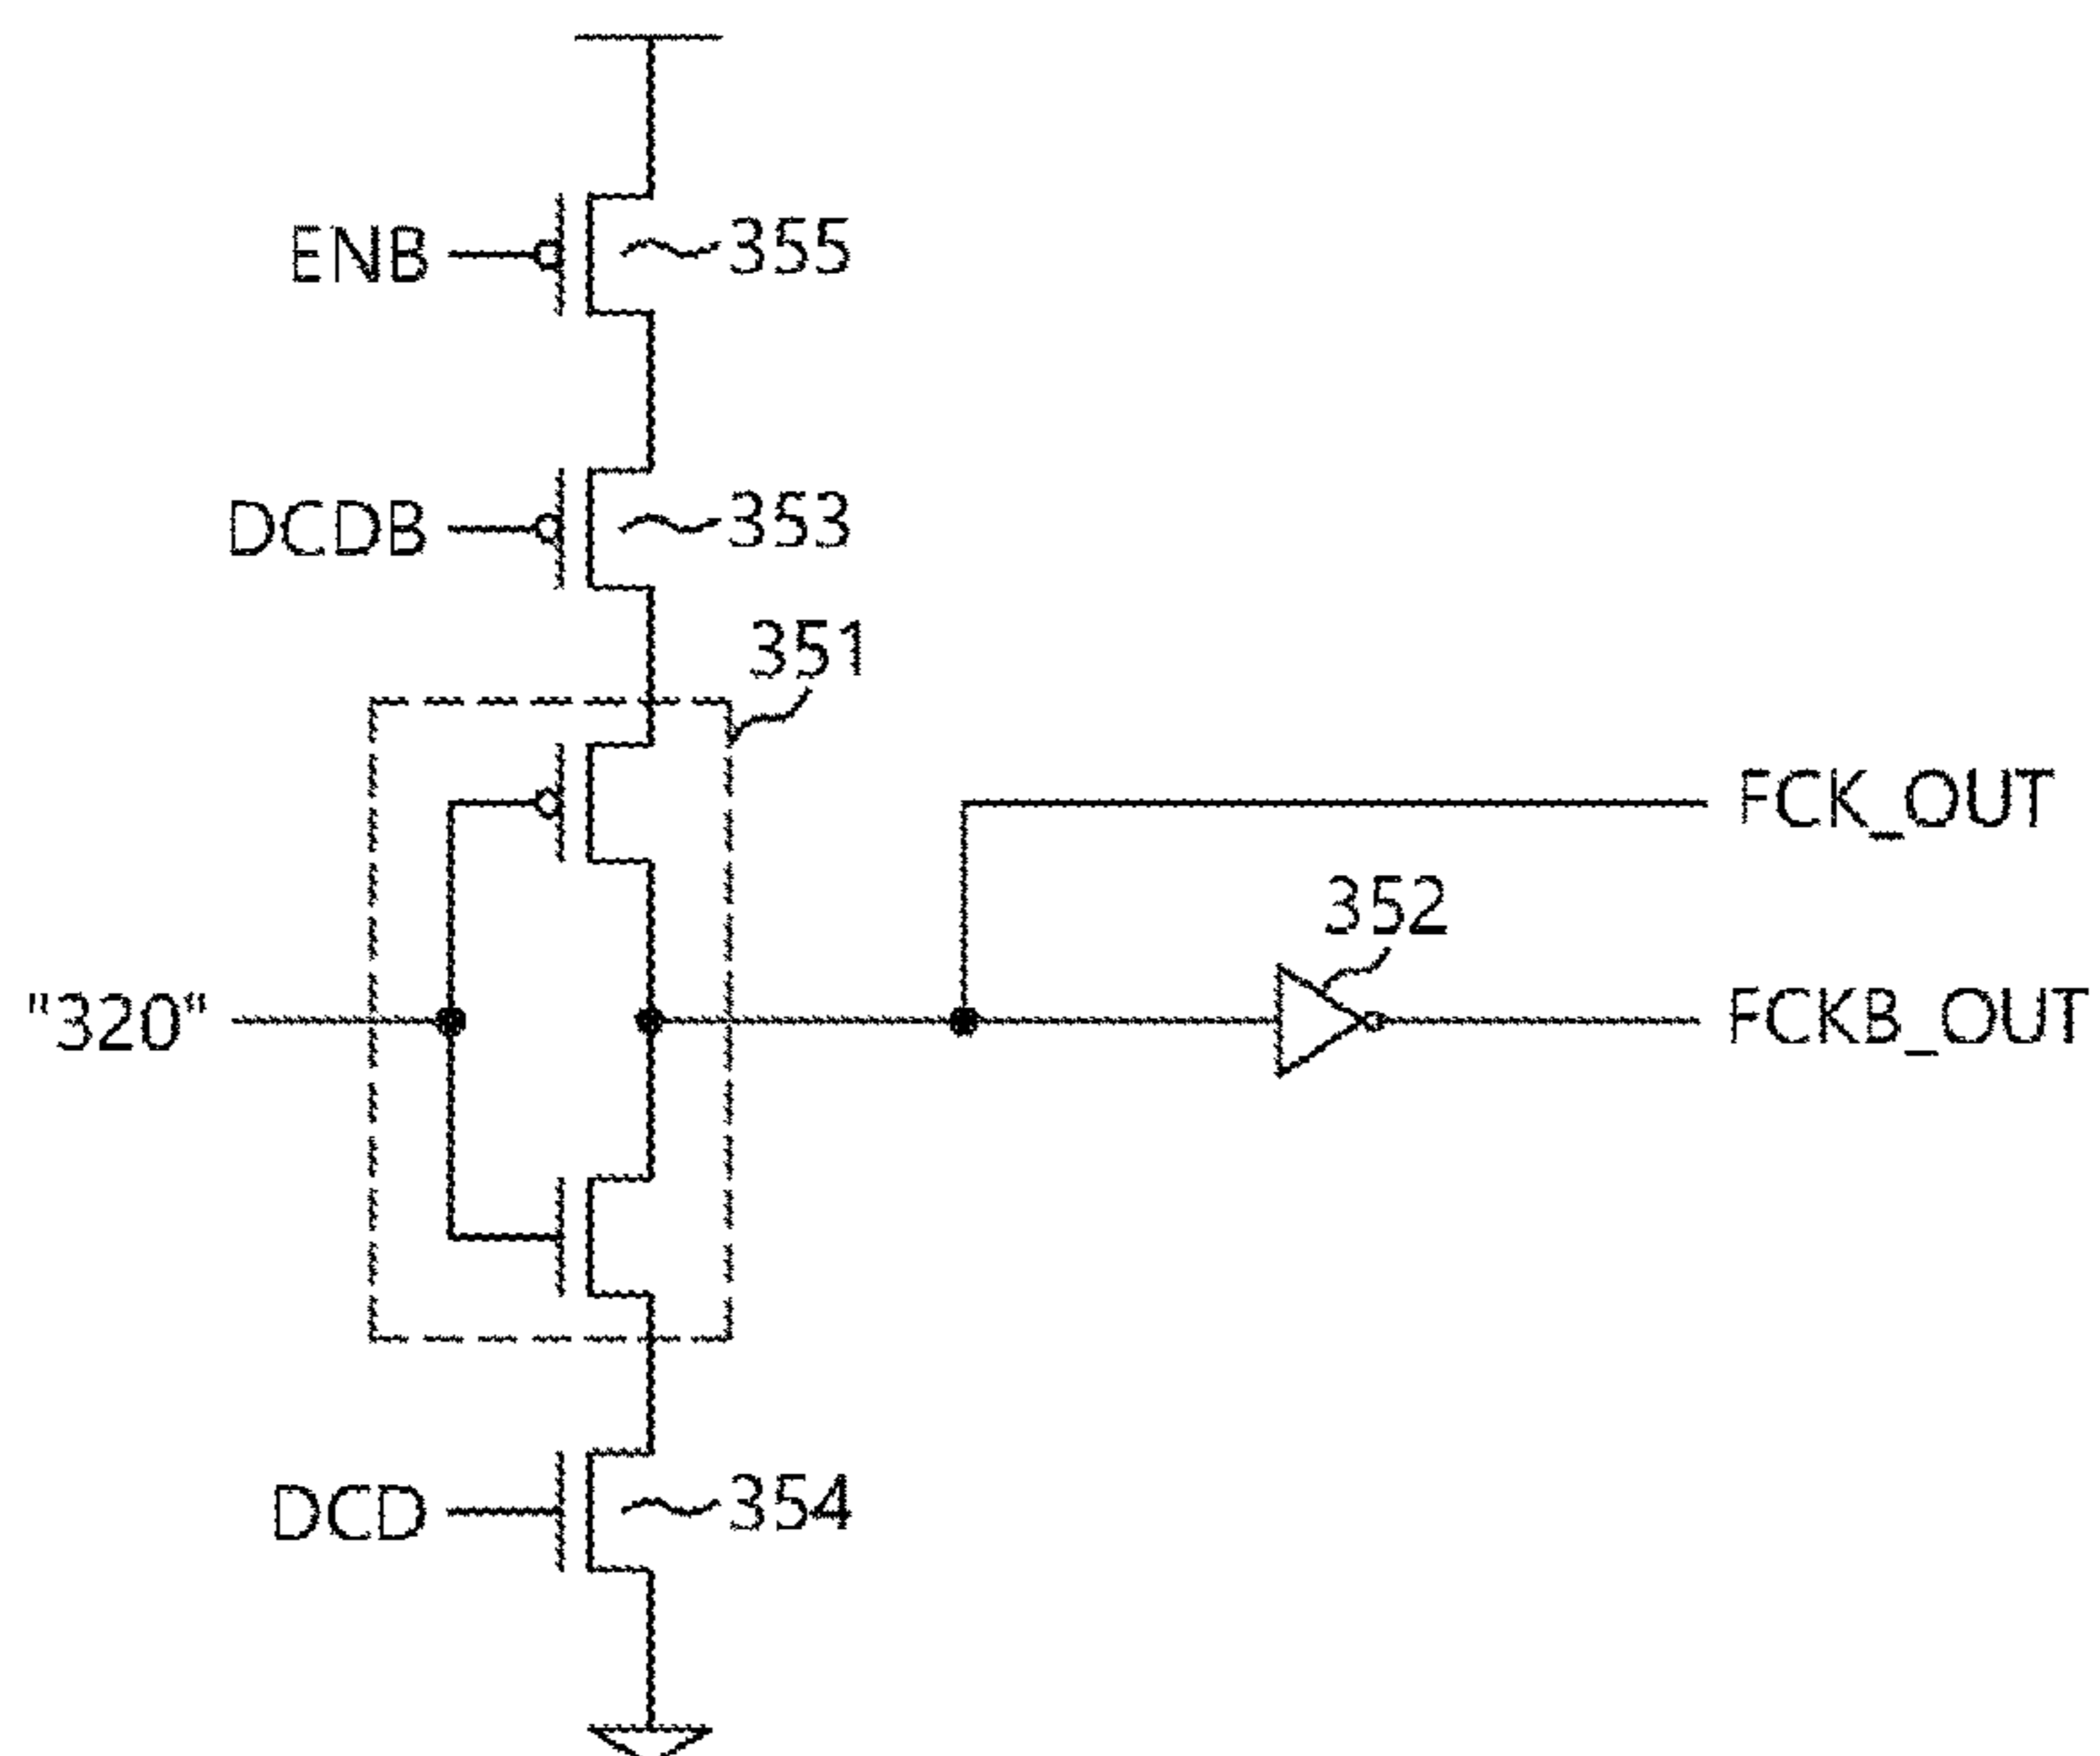 ENB
355
DCDB
353
351
FCK_OUT
352
"320"
FCKB_OUT
DCD
354